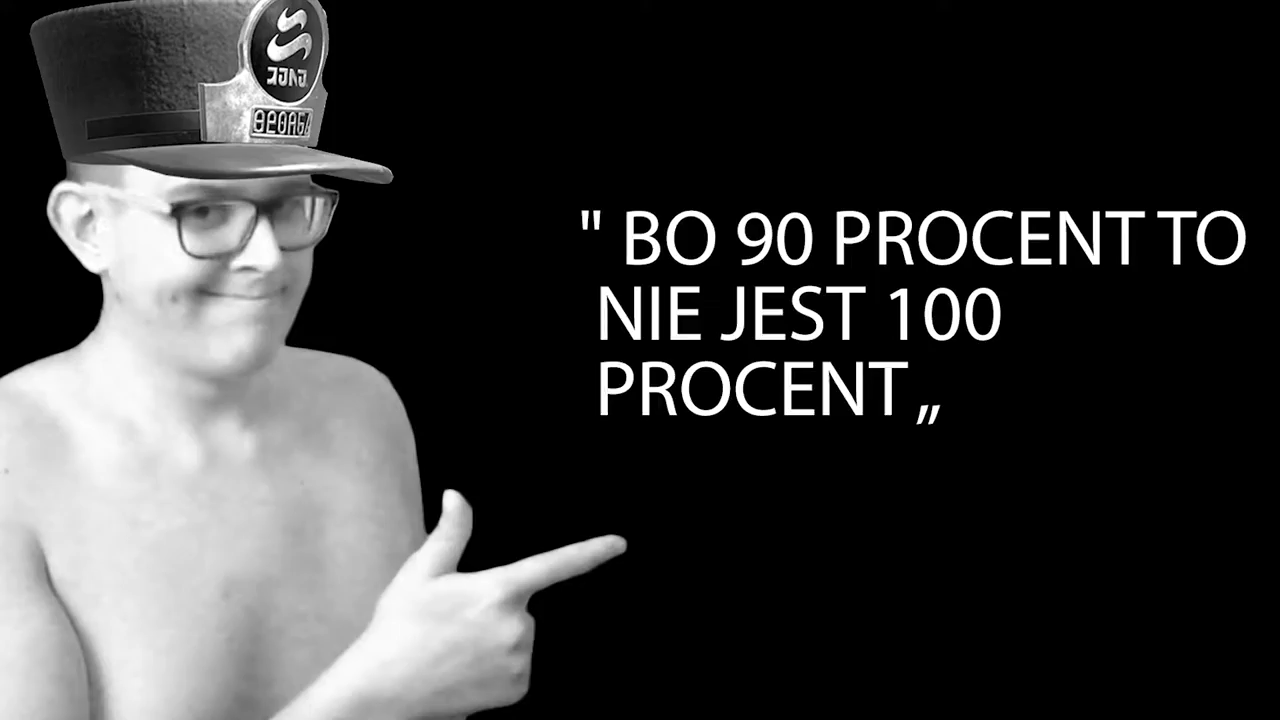 " BO 90 PROCENT TO
NIE JEST 100
PROCENT „